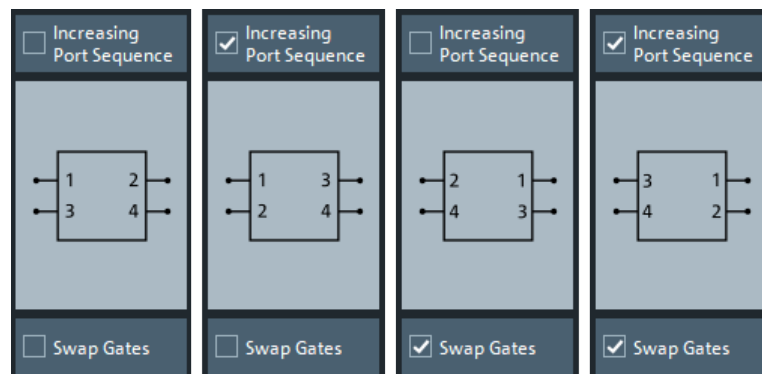 Increasing
Port Sequence
1 2
3 4
Swap Gates
Increasing
Port Sequence
1 3
2 4
Swap Gates
Increasing
Port Sequence
2 1
4 3
Swap Gates
Increasing
Port Sequence
3 1
4 2
Swap Gates